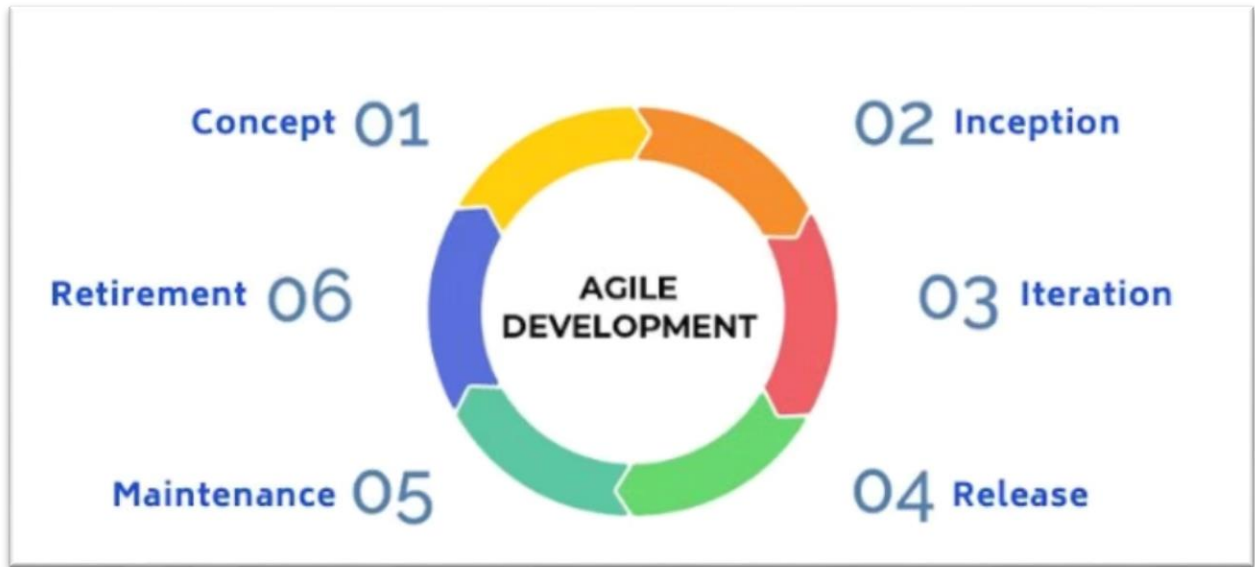 Concept 01
02 Inception
Retirement 06
AGILE
DEVELOPMENT
03 Iteration
Maintenance 05
04 Release